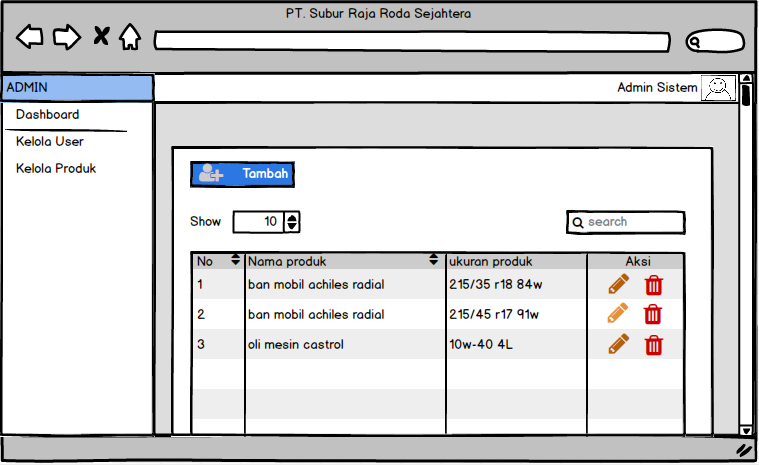 PT. Subur Raja Roda Sejahtera
ADMIN
Admin Sistem
Dashboard
Kelola User
Kelola Produk
Tambah
Show 10 search
No Nama produk ukuran produk Aksi
1 ban mobil achiles radial 215/35 r18 84w
2 ban mobil achiles radial 215/45 r17 91w
3 oli mesin castrol 10w-40 4L